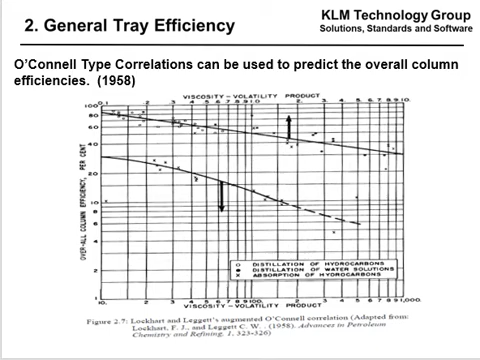 2. General Tray Efficiency
KLM Technology Group
Solutions, Standards and Software
O'Connell Type Correlations can be used to predict the overall column
efficiencies. (1958)
VISCOSITY - VOLATILITY PRODUCT
OVER-ALL COLUMN EFFICIENCY, PER CENT
DISTILLATION OF HYDROCARBONS
DISTILLATION OF WATER SOLUTIONS
ABSORPTION OF HYDROCARBONS
VISCOSITY - VOLATILITY PRODUCT
Figure 2.7: Lockhart and Leggett's augmented O'Connell correlation (Adapted from:
Lockhart, F. J., and Leggett C. W. . (1958). Advances in Petroleum
Chemistry and Refining, 1, 323-326)